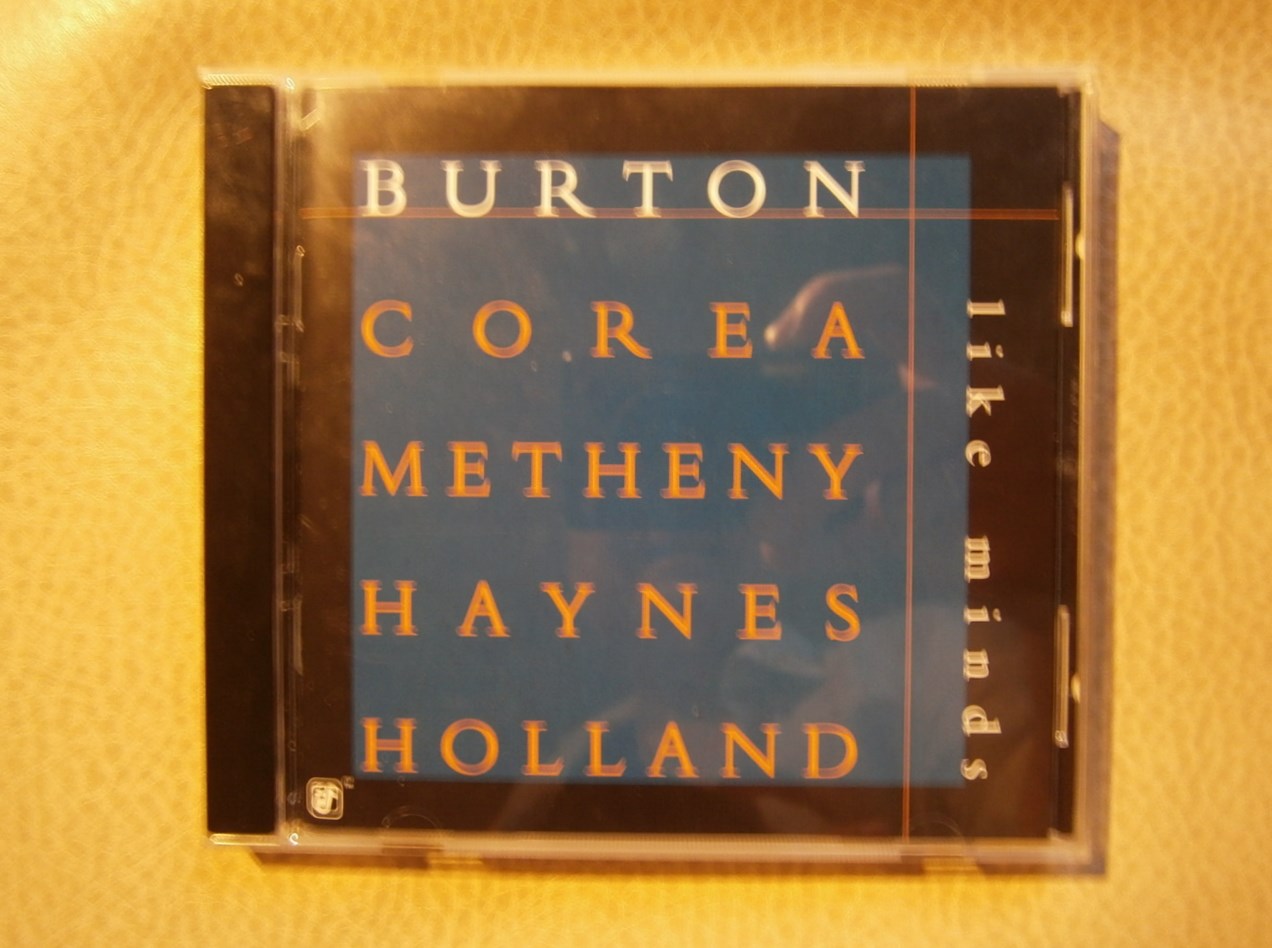 BURTON
COREA
METHENY
HAYNES
HOLLAND
like minds